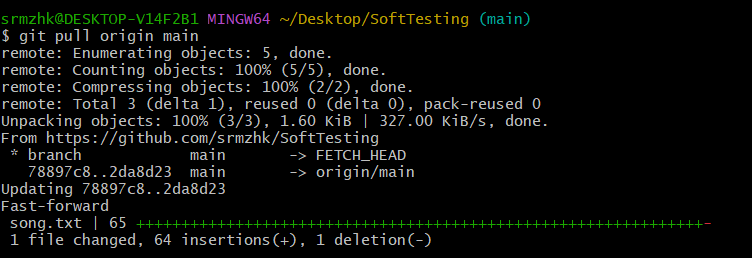 srmzhk@DESKTOP-V14F2B1 MINGW64 ~/Desktop/SoftTesting (main)
$ git pull origin main
remote: Enumerating objects: 5, done.
remote: Counting objects: 100% (5/5), done.
remote: Compressing objects: 100% (2/2), done.
remote: Total 3 (delta 1), reused 0 (delta 0), pack-reused 0
Unpacking objects: 100% (3/3), 1.60 KiB | 327.00 KiB/s, done.
From https://github.com/srmzhk/SoftTesting
 * branch            main       -> FETCH_HEAD
   78897c8..2da8d23  main       -> origin/main
Updating 78897c8..2da8d23
Fast-forward
 song.txt | 65 ++++++++++++++++++++++++++++++++++++++++++++++++++++++++++++++++-
 1 file changed, 64 insertions(+), 1 deletion(-)